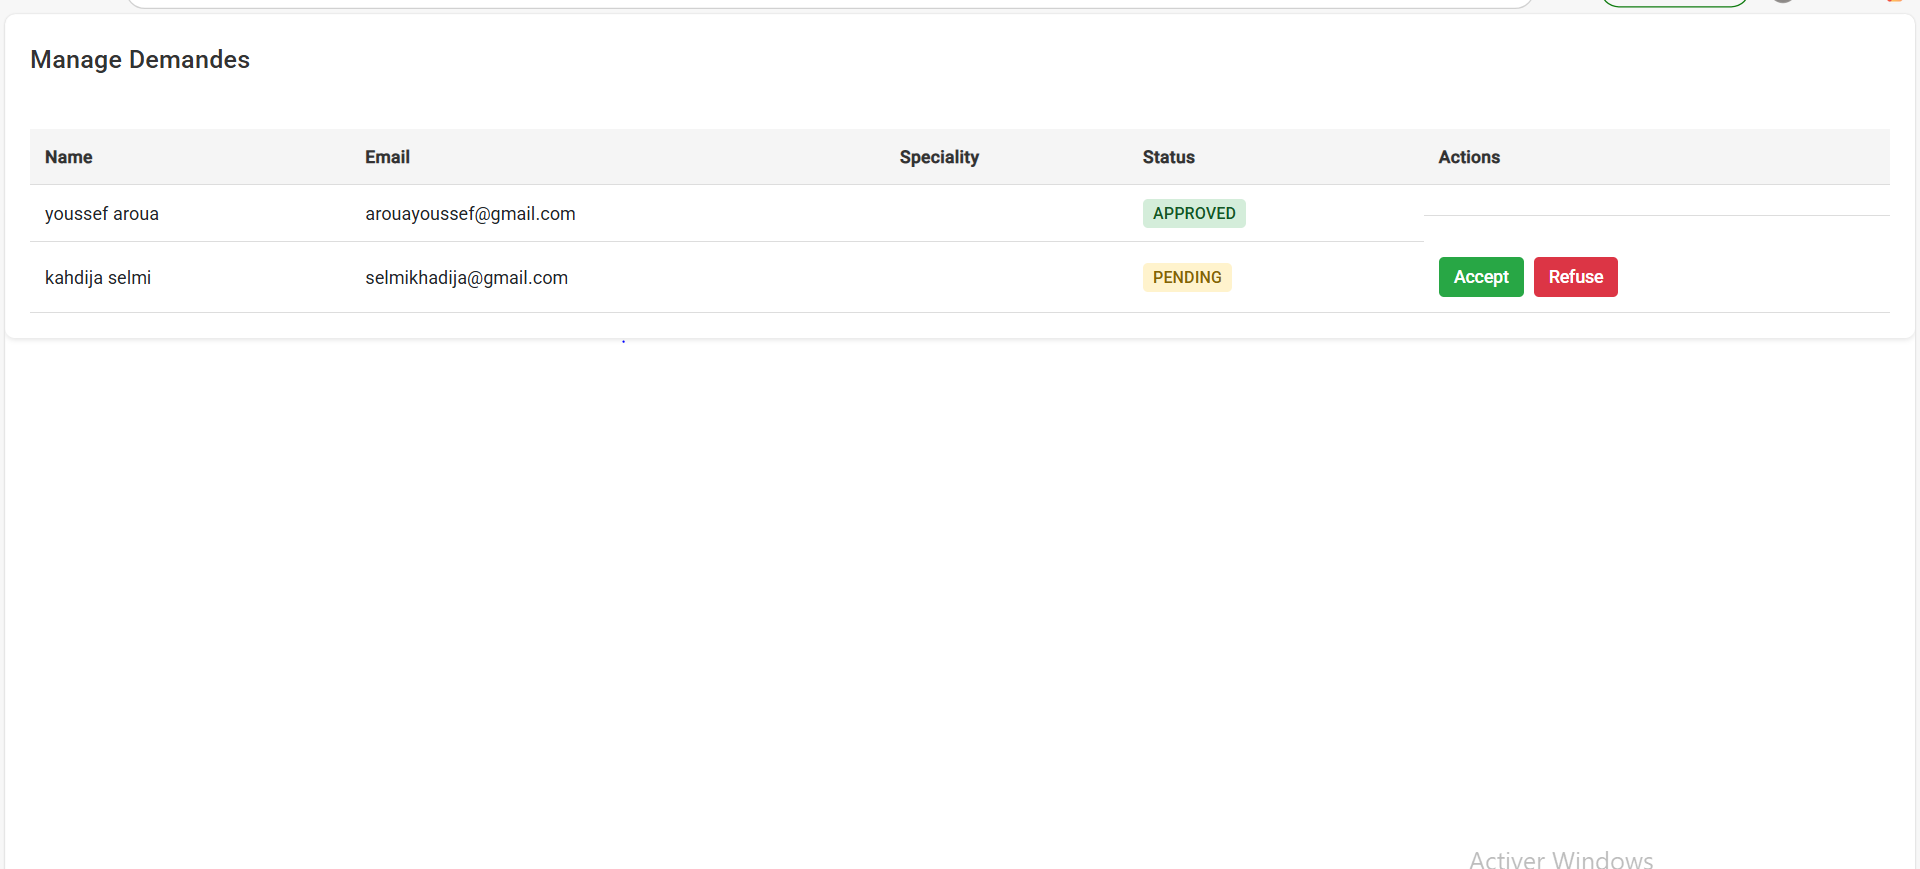 Manage Demandes
Name Email Speciality Status Actions
youssef aroua arouayoussef@gmail.com APPROVED
kahdija selmi selmikhadija@gmail.com PENDING Accept Refuse
Activer Windows